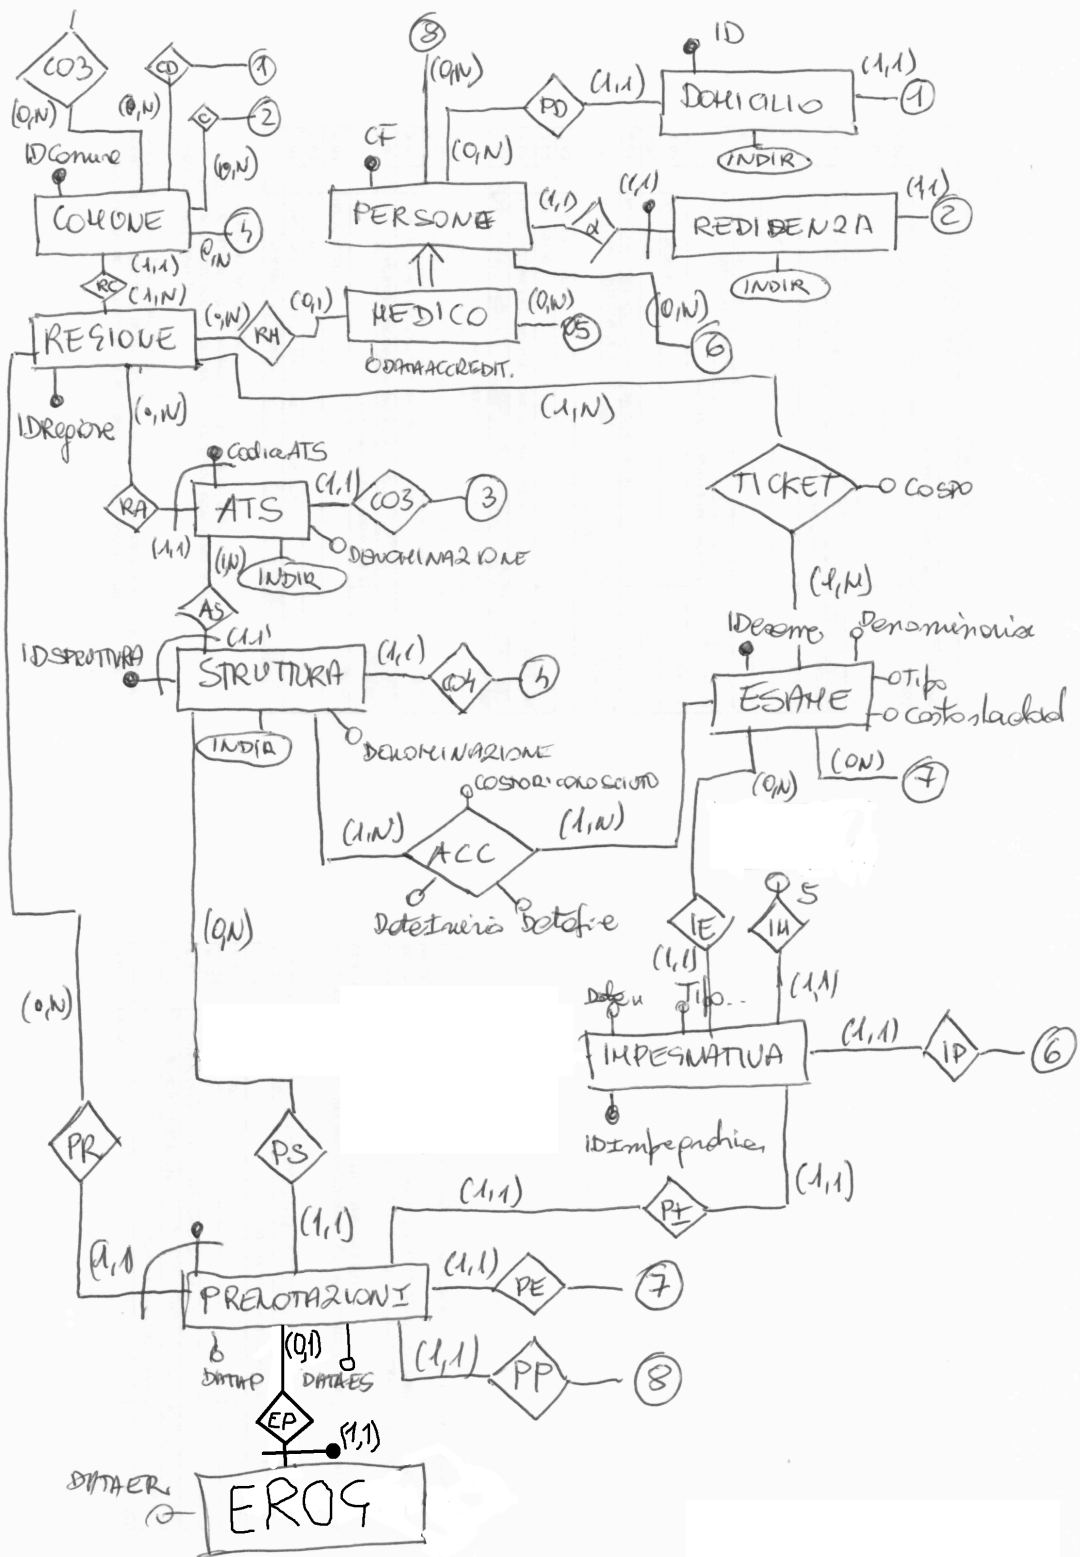 CO3
(0,N)
CD
1
(0,N)
C
2
(0,N)
IDComune
COMUNE
4
0,N
(1,1)
RC
(1,N)
REGIONE
IDRegione
(0,N)
RM
(0,1)
MEDICO
DATAACCREDIT.
(0,N)
5
8
(0,N)
CF
PERSONE
(0,N)
PD
(1,1)
ID
DOMICILIO
(1,1)
1
INDIR
(1,1)
(1,1)
REDIDENZA
(1,1)
2
INDIR
(0,N)
6
(1,N)
TICKET
COSTO
(1,N)
(0,N)
RA
(1,1)
CodiceATS
ATS
(1,1)
CO3
3
DENOMINAZIONE
INDIR
(1,N)
AS
(1,1)
IDSTRUTTURA
STRUTTURA
(1,1)
CO4
4
INDIR
DENOMINAZIONE
IDesame
ESAME
Tipo
(0,N)
(0N)
7
COSTORICONOSCIUTO
(1,N)
ACC
(1,N)
DataInizio
Datafine
(0,N)
IE
(1,1)
IM
5
(1,1)
Tipo...
IMPEGNATIVA
(1,1)
IP
6
(1,1)
(0,N)
PR
(1,1)
PS
(1,1)
(1,1)
PI
PRENOTAZIONI
(1,1)
PE
7
(1,1)
PP
8
DATAP
(0,1)
DATAES
EP
(1,1)
DATAER
EROG